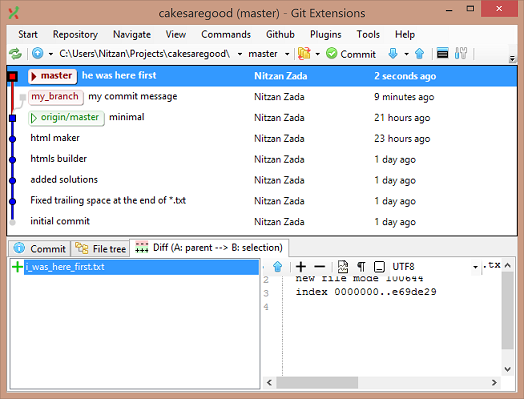 cakesaregood (master) - Git Extensions
Start Repository Navigate View Commands Github Plugins Tools Help
C:\Users\Nitzan\Projects\cakesaregood\ master Commit
master he was here first Nitzan Zada 2 seconds ago
my_branch my commit message Nitzan Zada 9 minutes ago
origin/master minimal Nitzan Zada 21 hours ago
html maker Nitzan Zada 23 hours ago
htmls builder Nitzan Zada 1 day ago
added solutions Nitzan Zada 1 day ago
Fixed trailing space at the end of *.txt Nitzan Zada 1 day ago
initial commit Nitzan Zada 1 day ago
Commit File tree Diff (A: parent --> B: selection)
i_was_here_first.txt
UTF8 .tx
2 new file mode 100644
3 index 0000000..e69de29
4